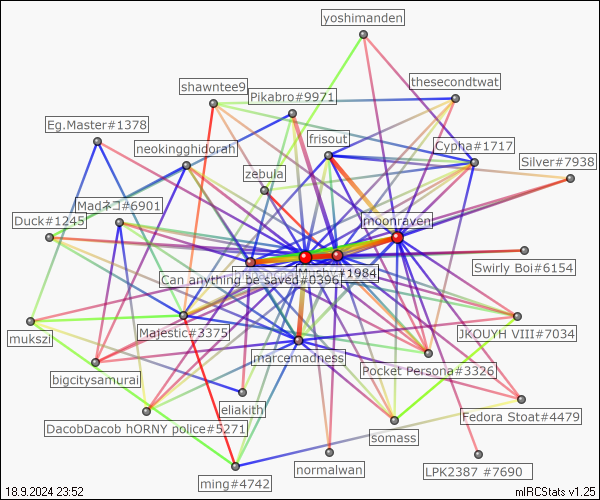 yoshimanden
thesecondtwat
shawntee9
Pikabro#9971
Eg.Master#1378
frisout
Cypha#1717
neokingghidorah
Silver#7938
zebula
Madネコ#6901
Duck#1245
moonraven
Swirly Boi#6154
Mushy#1984
Can anything be saved#0396
Majestic#3375
JKOUYH VIII#7034
mukszi
marcemadness
Pocket Persona#3326
bigcitysamurai
eliakith
Fedora Stoat#4479
DacobDacob hORNY police#5271
somass
normalwan
LPK2387 #7690
ming#4742
18.9.2024 23:52
mIRCStats v1.25